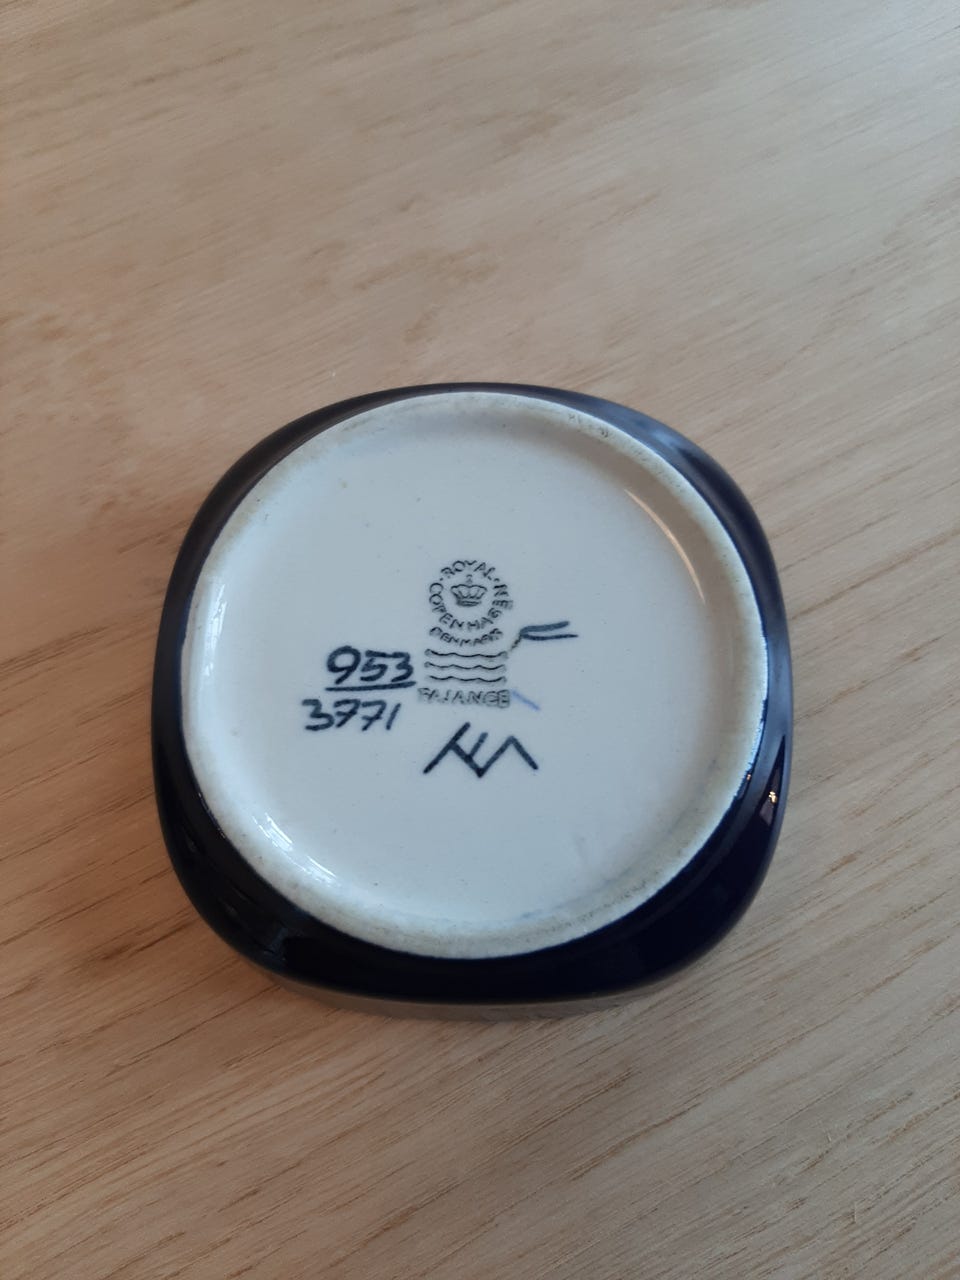 ROYAL COPENHAGEN
DENMARK
953
3771
FAJANCE